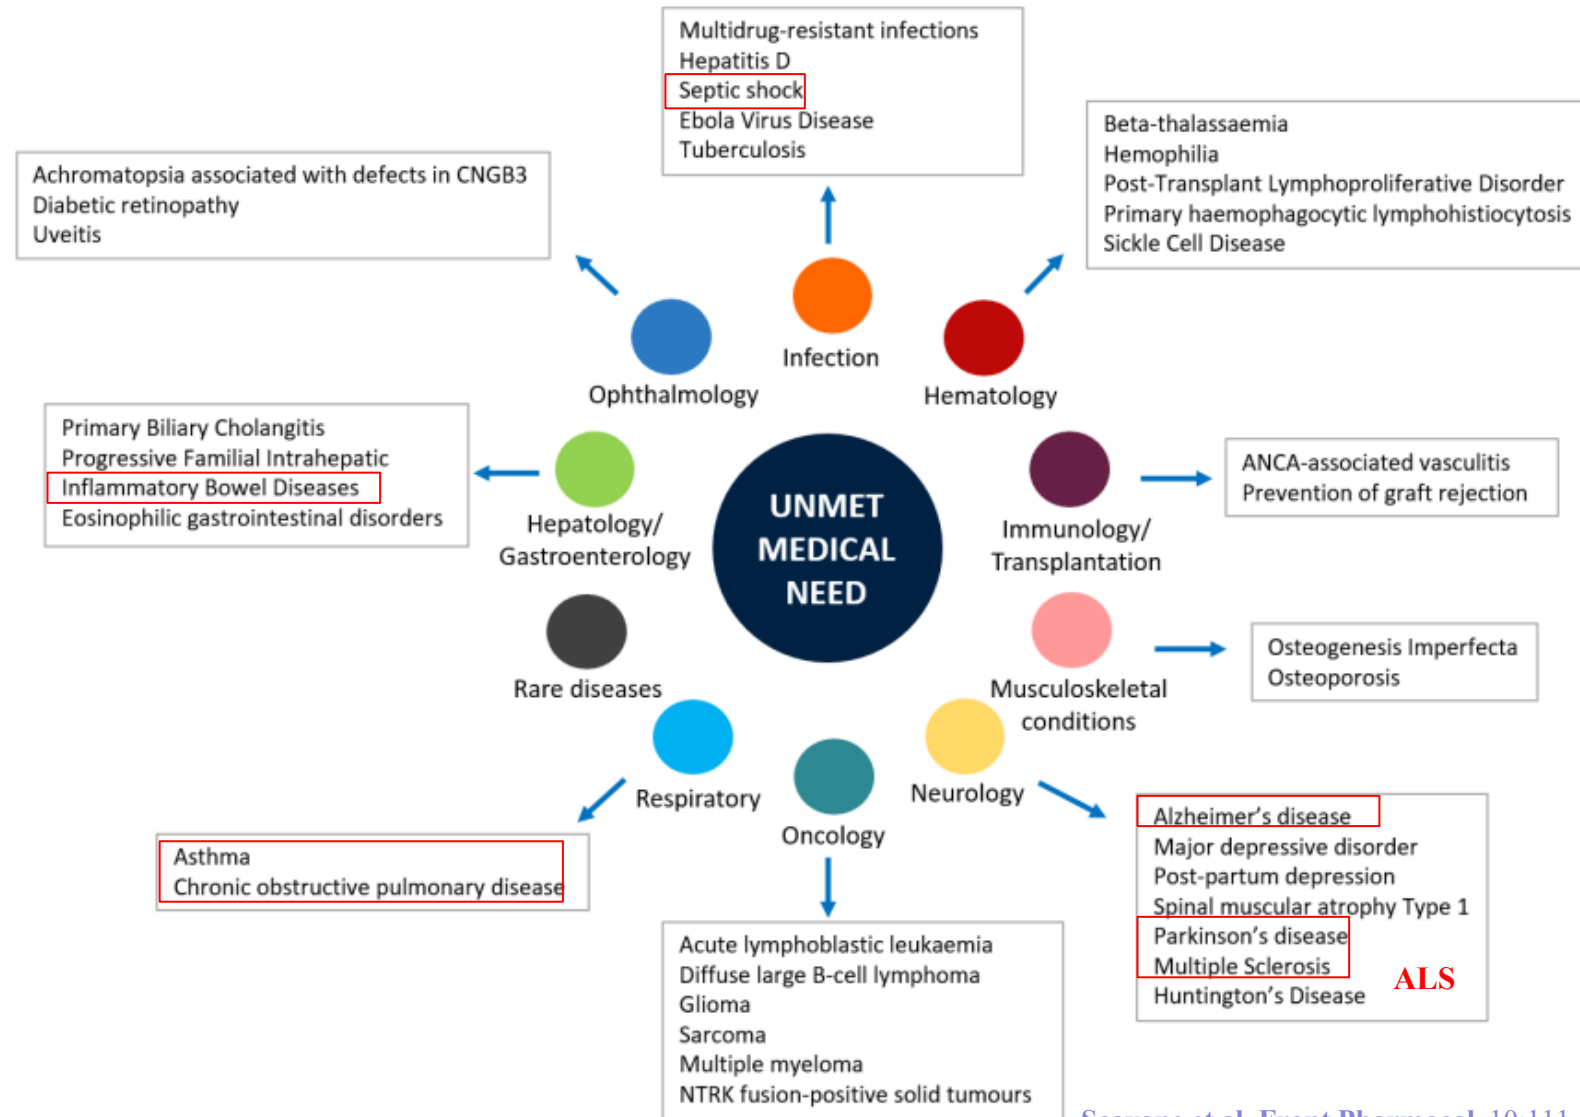 Multidrug-resistant infections
Hepatitis D
Septic shock
Ebola Virus Disease
Tuberculosis
Beta-thalassaemia
Hemophilia
Post-Transplant Lymphoproliferative Disorder
Primary haemophagocytic lymphohistiocytosis
Sickle Cell Disease
Achromatopsia associated with defects in CNGB3
Diabetic retinopathy
Uveitis
Infection
Ophthalmology
Hematology
Primary Biliary Cholangitis
Progressive Familial Intrahepatic
Inflammatory Bowel Diseases
Eosinophilic gastrointestinal disorders
Hepatology/
Gastroenterology
UNMET
MEDICAL
NEED
Immunology/
Transplantation
ANCA-associated vasculitis
Prevention of graft rejection
Rare diseases
Musculoskeletal
conditions
Osteogenesis Imperfecta
Osteoporosis
Respiratory
Oncology
Neurology
Asthma
Chronic obstructive pulmonary disease
Alzheimer's disease
Major depressive disorder
Post-partum depression
Spinal muscular atrophy Type 1
Parkinson's disease
Multiple Sclerosis
Huntington's Disease
ALS
Acute lymphoblastic leukaemia
Diffuse large B-cell lymphoma
Glioma
Sarcoma
Multiple myeloma
NTRK fusion-positive solid tumours
et al. Front Pharmacol.